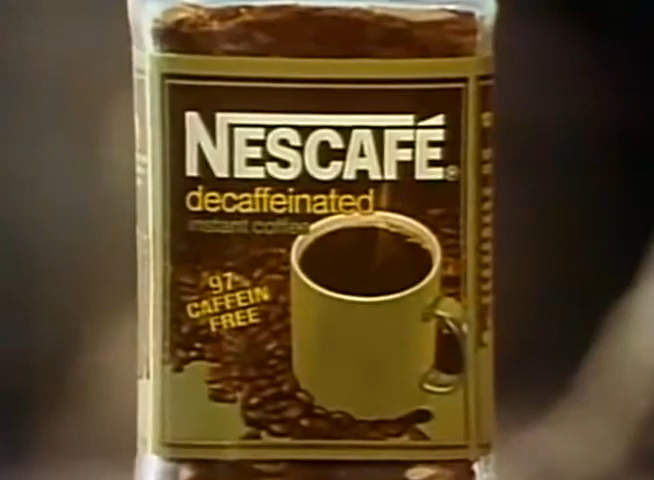 NESCAFÉ®
decaffeinated
instant coffee
97%
CAFFEIN
FREE